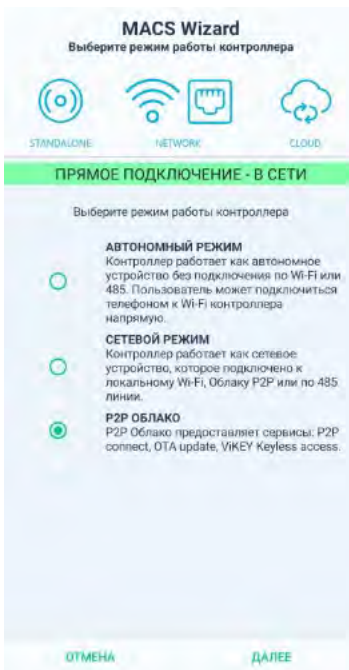 MACS Wizard
Выберите режим работы контроллера
STANDALONE NETWORK CLOUD
ПРЯМОЕ ПОДКЛЮЧЕНИЕ - В СЕТИ
Выберите режим работы контроллера
АВТОНОМНЫЙ РЕЖИМ
Контроллер работает как автономное
устройство без подключения по Wi-Fi или
485. Пользователь может подключиться
телефоном к Wi-Fi контроллера
напрямую.
СЕТЕВОЙ РЕЖИМ
Контроллер работает как сетевое
устройство, которое подключено к
локальному Wi-Fi, Облаку P2P или по 485
линии.
P2P ОБЛАКО
P2P Облако предоставляет сервисы: P2P
connect, OTA update, ViKEY Keyless access.
ОТМЕНА ДАЛЕЕ